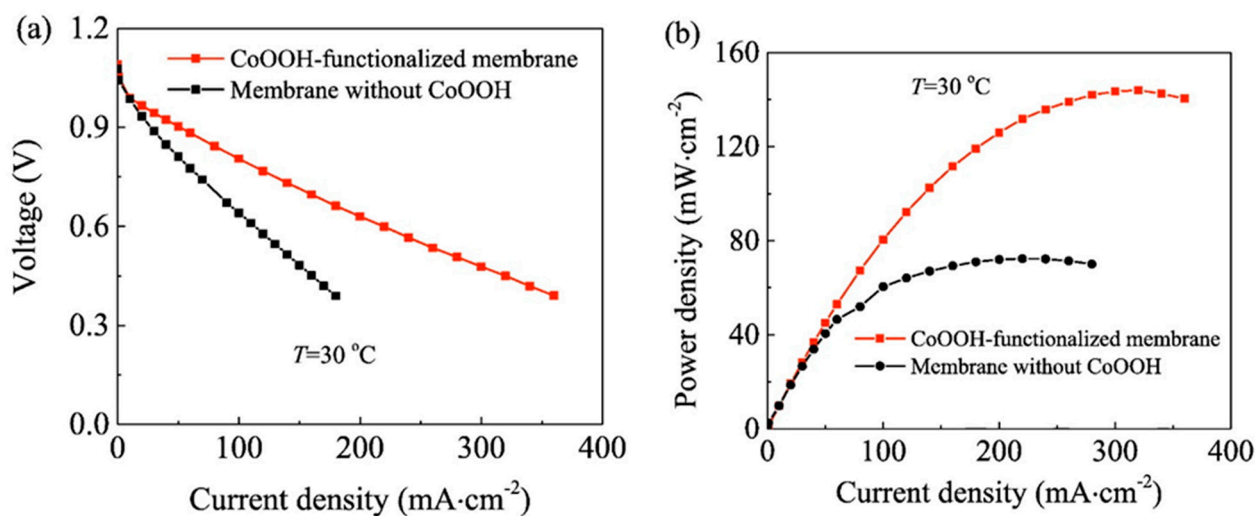 (a)
1.2
0.9
0.6
0.3
0.0
Voltage (V)
CoOOH-functionalized membrane
Membrane without CoOOH
T=30 °C
0
100
200
300
400
Current density (mA·cm⁻²)
(b)
160
120
80
40
0
Power density (mW·cm⁻²)
T=30 °C
CoOOH-functionalized membrane
Membrane without CoOOH
0
100
200
300
400
Current density (mA·cm⁻²)